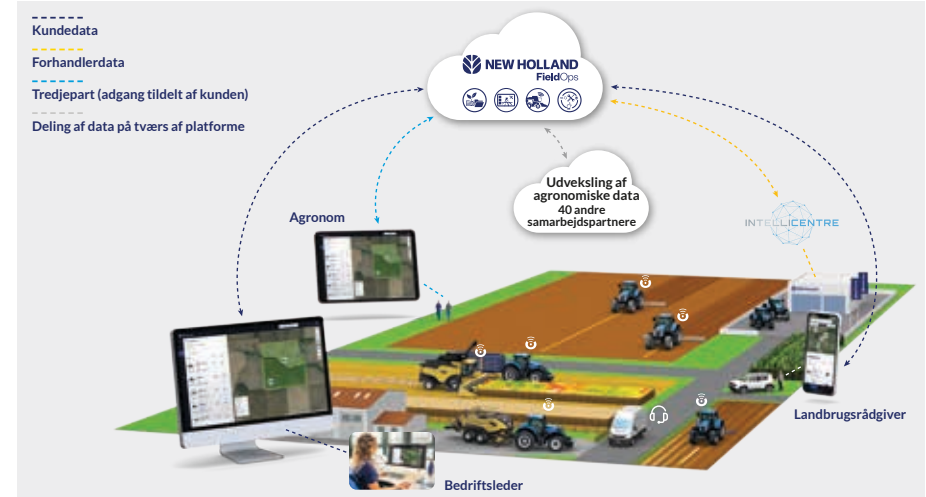 Kundedata
Forhandlerdata
Tredjepart (adgang tildelt af kunden)
Deling af data på tværs af platforme
NEW HOLLAND
FieldOps
Udveksling af
agronomiske data
40 andre
samarbejdspartnere
Agronom
INTELLICENTRE
Landbrugsrådgiver
Bedriftsleder